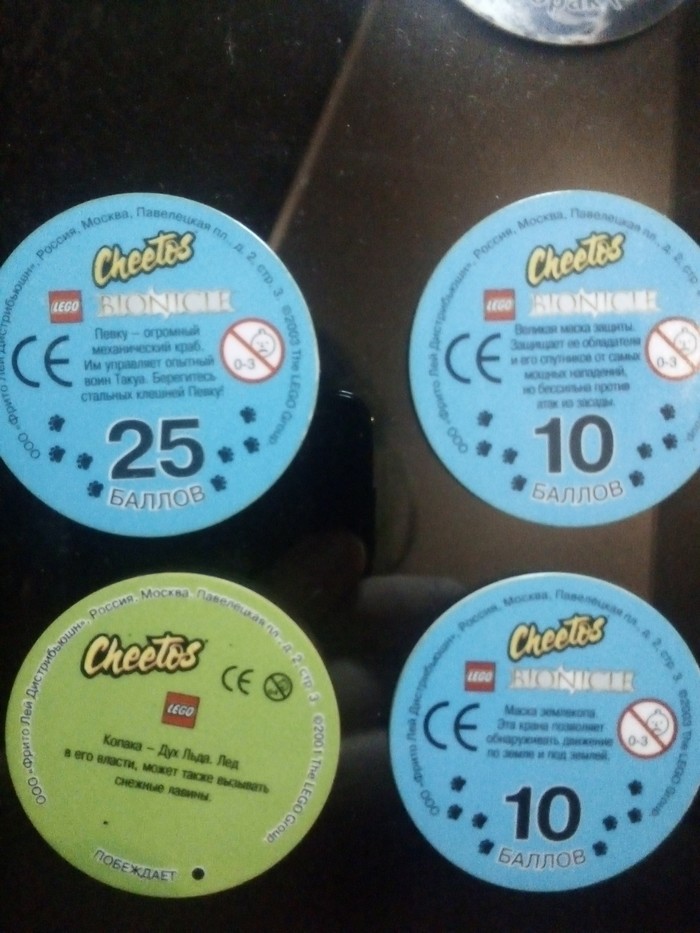 ООО «Фрито Лей Дистрибьюшн», Россия, Москва, Павелецкая пл., д. 2, стр. 3 ©2003 The LEGO Group.
Cheetos
LEGO BIONICLE
CE
0-3
Певку – огромный
механический краб.
Им управляет опытный
воин Такуа. Берегитесь
стальных клешней Певку!
25
БАЛЛОВ
ООО «Фрито Лей Дистрибьюшн», Россия, Москва, Павелецкая пл., д. 2, стр. 3
Cheetos
LEGO BIONICLE
CE
0-3
Великая маска защиты.
Защищает ее обладателя
и его спутников от самых
мощных нападений,
но бессильна против
атак из засады.
10
БАЛЛОВ
ООО «Фрито Лей Дистрибьюшн», Россия, Москва, Павелецкая пл., д. 2, стр. 3. ©2001 The LEGO Group.
Cheetos
CE
LEGO
Копака – Дух Льда. Лед
в его власти, может также вызывать
снежные лавины.
ПОБЕЖДАЕТ
ООО «Фрито Лей Дистрибьюшн», Россия, Москва, Павелецкая пл., д. 2, стр. 3 ©2003 The LEGO Group.
Cheetos
LEGO BIONICLE
CE
0-3
Маска землекопа.
Эта крана позволяет
обнаруживать движение
по земле и под землей.
10
БАЛЛОВ